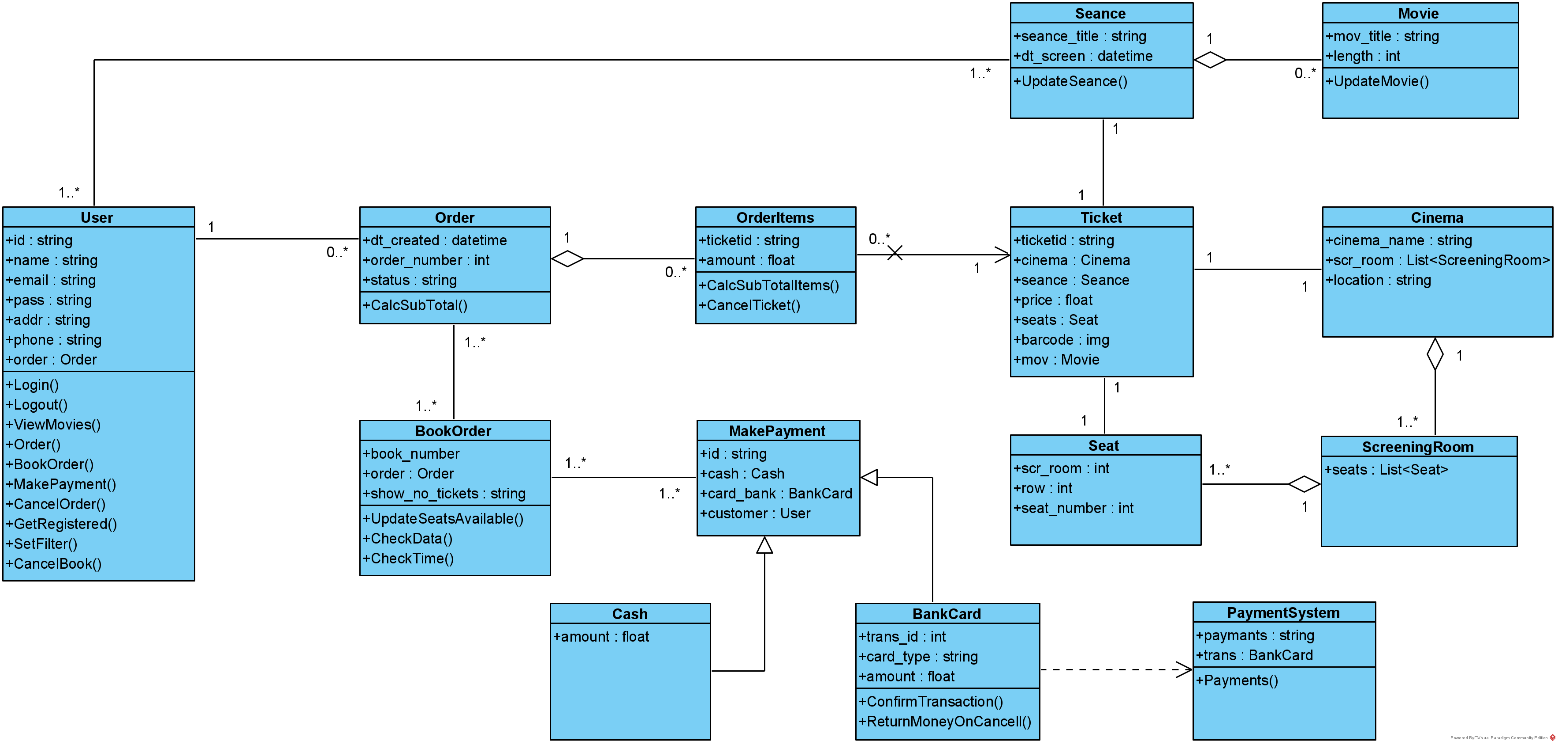 Seance
+seance_title : string
+dt_screen : datetime
+UpdateSeance()
1
0..*
Movie
+mov_title : string
+length : int
+UpdateMovie()
1..*
1..*
1
1
User
+id : string
+name : string
+email : string
+pass : string
+addr : string
+phone : string
+order : Order
+Login()
+Logout()
+ViewMovies()
+Order()
+BookOrder()
+MakePayment()
+CancelOrder()
+GetRegistered()
+SetFilter()
+CancelBook()
1
0..*
Order
+dt_created : datetime
+order_number : int
+status : string
+CalcSubTotal()
1
0..*
OrderItems
+ticketid : string
+amount : float
+CalcSubTotalItems()
+CancelTicket()
0..*
1
Ticket
+ticketid : string
+cinema : Cinema
+seance : Seance
+price : float
+seats : Seat
+barcode : img
+mov : Movie
1
1
Cinema
+cinema_name : string
+scr_room : List<ScreeningRoom>
+location : string
1..*
1..*
1
1
1
1..*
BookOrder
+book_number
+order : Order
+show_no_tickets : string
+UpdateSeatsAvailable()
+CheckData()
+CheckTime()
1..*
1..*
MakePayment
+id : string
+cash : Cash
+card_bank : BankCard
+customer : User
Seat
+scr_room : int
+row : int
+seat_number : int
1..*
1
ScreeningRoom
+seats : List<Seat>
Cash
+amount : float
BankCard
+trans_id : int
+card_type : string
+amount : float
+ConfirmTransaction()
+ReturnMoneyOnCancell()
PaymentSystem
+paymants : string
+trans : BankCard
+Payments()